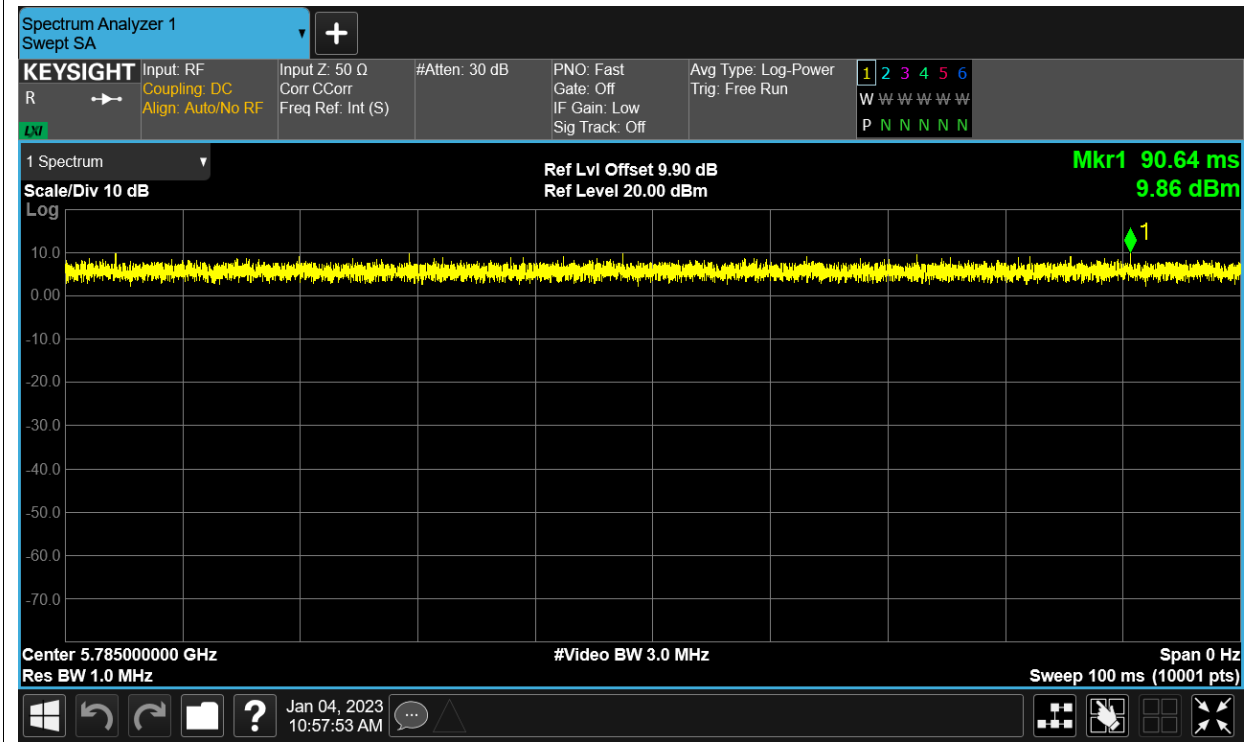 Spectrum Analyzer 1
Swept SA
KEYSIGHT Input: RF Input Z: 50 Ω #Atten: 30 dB PNO: Fast Avg Type: Log-Power 1 2 3 4 5 6
R Coupling: DC Corr CCorr Gate: Off Trig: Free Run W W W W W W
Align: Auto/No RF Freq Ref: Int (S) IF Gain: Low
LXI Sig Track: Off P N N N N N
1 Spectrum Ref Lvl Offset 9.90 dB Mkr1 90.64 ms
Scale/Div 10 dB Ref Level 20.00 dBm 9.86 dBm
Log
1
10.0
0.00
-10.0
-20.0
-30.0
-40.0
-50.0
-60.0
-70.0
Center 5.785000000 GHz #Video BW 3.0 MHz Span 0 Hz
Res BW 1.0 MHz Sweep 100 ms (10001 pts)
? Jan 04, 2023
10:57:53 AM